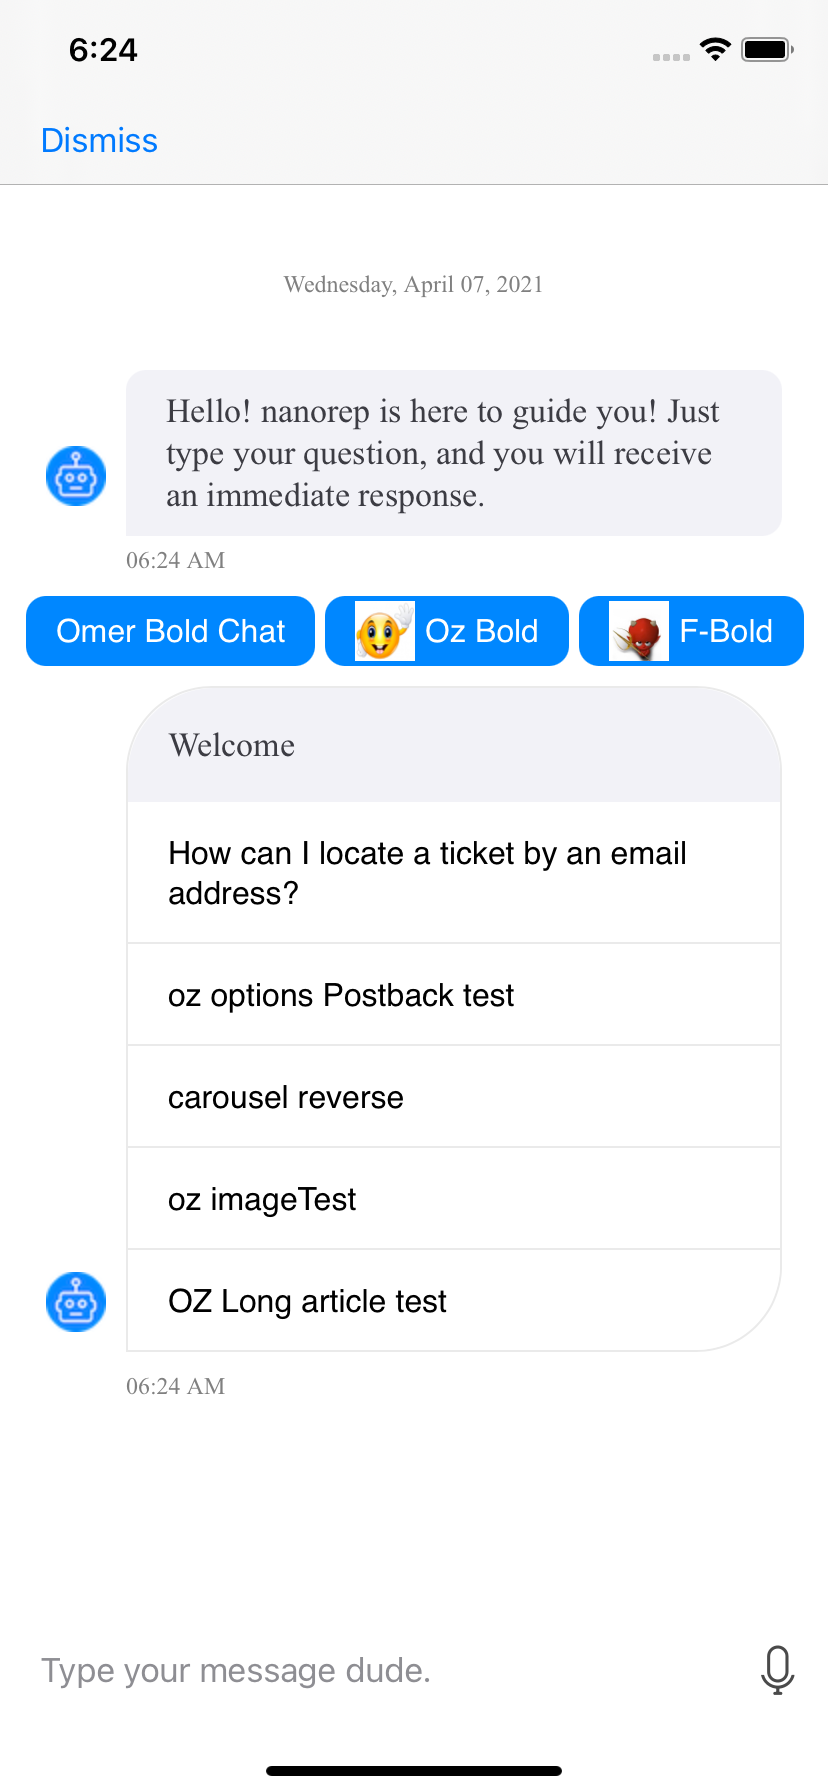 6:24
Dismiss
Wednesday, April 07, 2021
Hello! nanorep is here to guide you! Just
type your question, and you will receive
an immediate response.
06:24 AM
Omer Bold Chat
Oz Bold
F-Bold
Welcome
How can I locate a ticket by an email
address?
oz options Postback test
carousel reverse
oz imageTest
OZ Long article test
06:24 AM
Type your message dude.